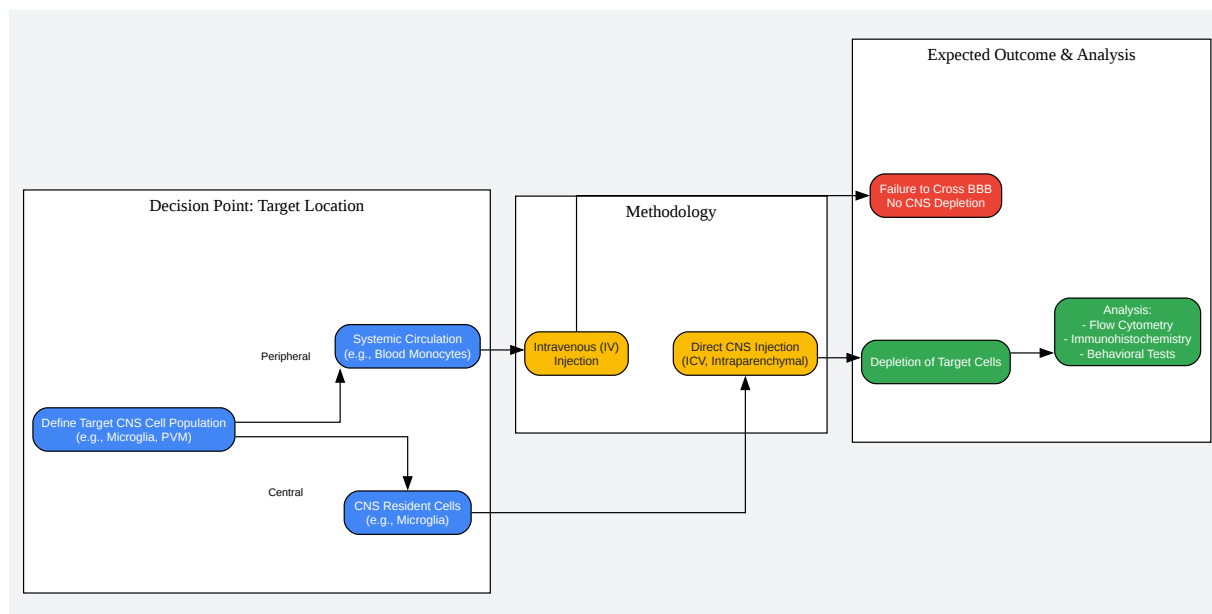 Decision Point: Target Location
Define Target CNS Cell Population
(e.g., Microglia, PVM)
Peripheral
Systemic Circulation
(e.g., Blood Monocytes)
Central
CNS Resident Cells
(e.g., Microglia)
Methodology
Intravenous (IV)
Injection
Direct CNS Injection
(ICV, Intraparenchymal)
Expected Outcome & Analysis
Failure to Cross BBB
No CNS Depletion
Depletion of Target Cells
Analysis:
- Flow Cytometry
- Immunohistochemistry
- Behavioral Tests